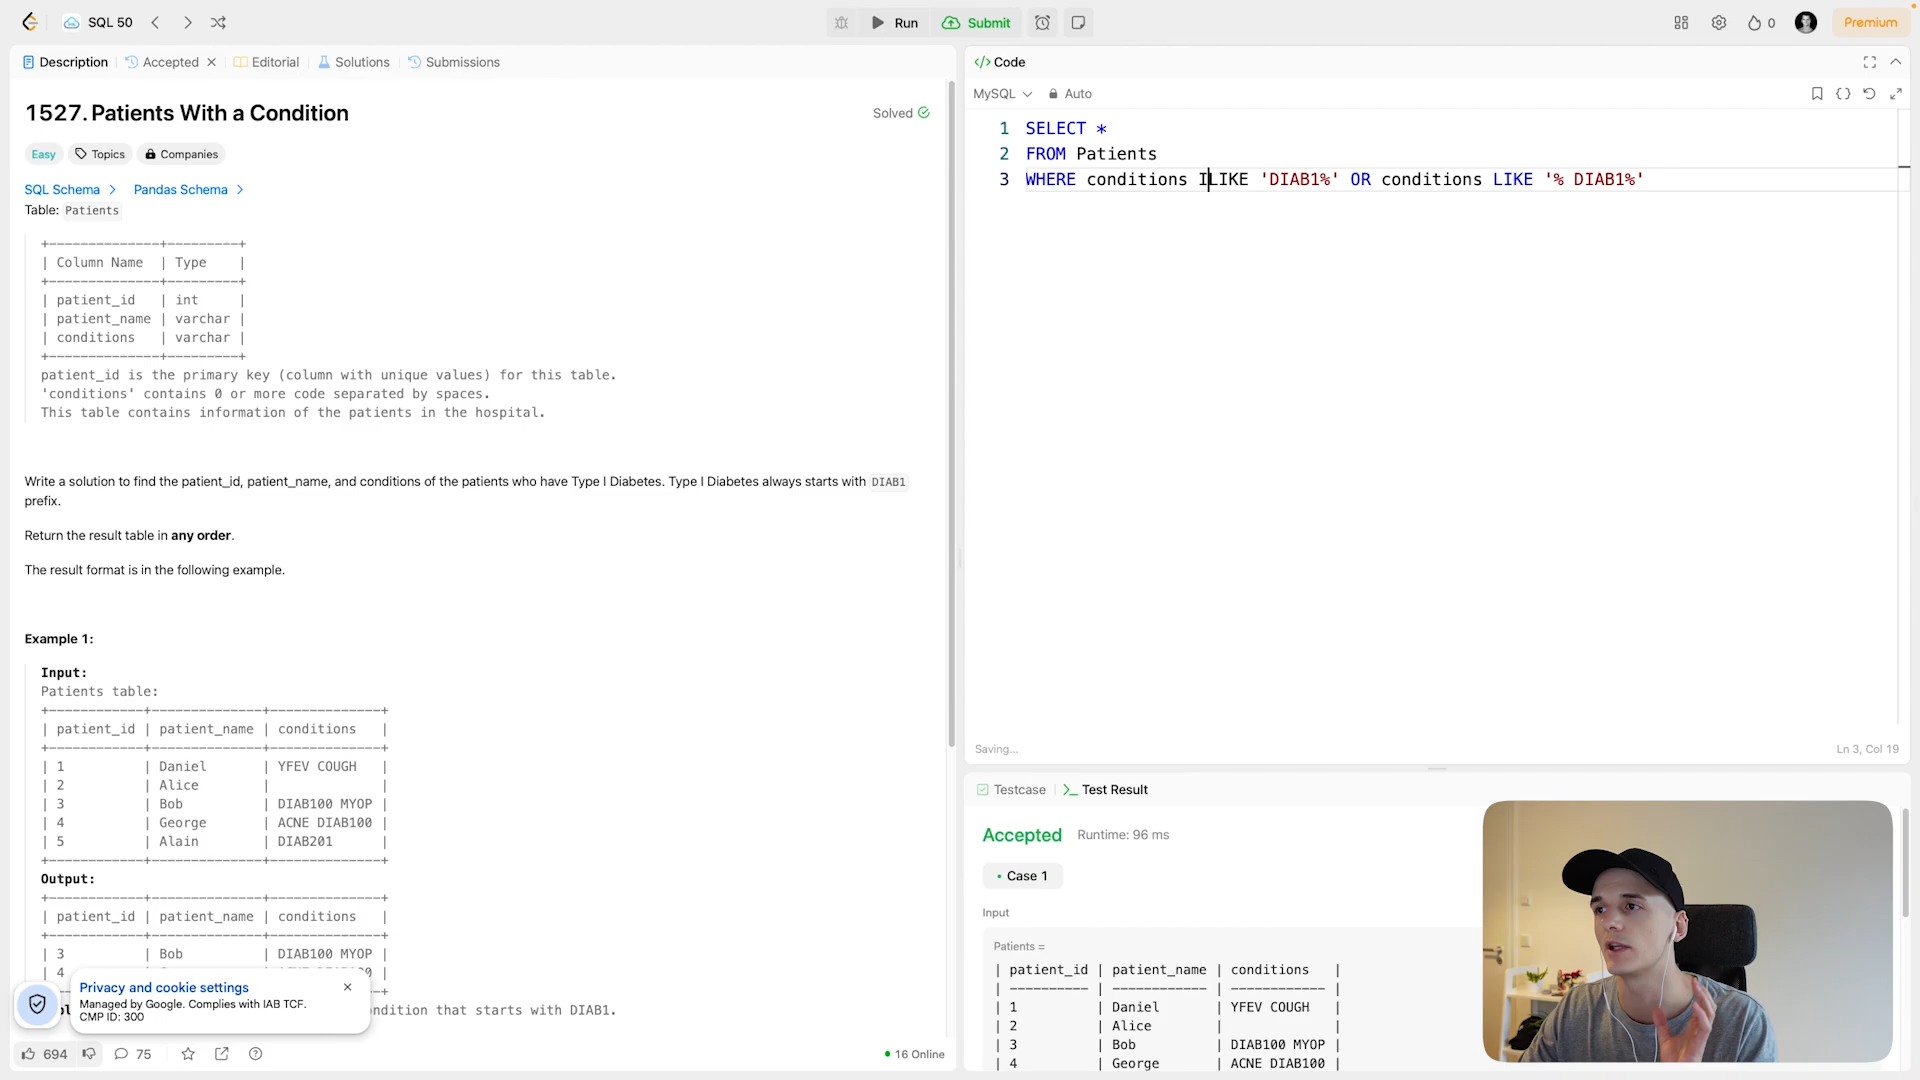 SQL 50
Run
Submit
0
Premium
Description
Accepted
Editorial
Solutions
Submissions
1527. Patients With a Condition
Solved
Easy
Topics
Companies
SQL Schema
Pandas Schema
Table: Patients
+--------------+---------+
| Column Name  | Type    |
+--------------+---------+
| patient_id   | int     |
| patient_name | varchar |
| conditions   | varchar |
+--------------+---------+
patient_id is the primary key (column with unique values) for this table.
'conditions' contains 0 or more code separated by spaces.
This table contains information of the patients in the hospital.
Write a solution to find the patient_id, patient_name, and conditions of the patients who have Type I Diabetes. Type I Diabetes always starts with DIAB1
prefix.
Return the result table in any order.
The result format is in the following example.
Example 1:
Input:
Patients table:
+------------+--------------+--------------+
| patient_id | patient_name | conditions   |
+------------+--------------+--------------+
| 1          | Daniel       | YFEV COUGH   |
| 2          | Alice        |              |
| 3          | Bob          | DIAB100 MYOP |
| 4          | George       | ACNE DIAB100 |
| 5          | Alain        | DIAB201      |
+------------+--------------+--------------+
Output:
+------------+--------------+--------------+
| patient_id | patient_name | conditions   |
+------------+--------------+--------------+
| 3          | Bob          | DIAB100 MYOP |
| 4
Privacy and cookie settings
Managed by Google. Complies with IAB TCF.
CMP ID: 300
ndition that starts with DIAB1.
694
75
16 Online
</> Code
MySQL
Auto
1 SELECT *
2 FROM Patients
3 WHERE conditions ILIKE 'DIAB1%' OR conditions LIKE '% DIAB1%'
Saving...
Ln 3, Col 19
Testcase
>_ Test Result
Accepted
Runtime: 96 ms
• Case 1
Input
Patients =
| patient_id | patient_name | conditions   |
| ---------- | ------------ | ------------ |
| 1          | Daniel       | YFEV COUGH   |
| 2          | Alice        |              |
| 3          | Bob          | DIAB100 MYOP |
| 4          | George       | ACNE DIAB100 |